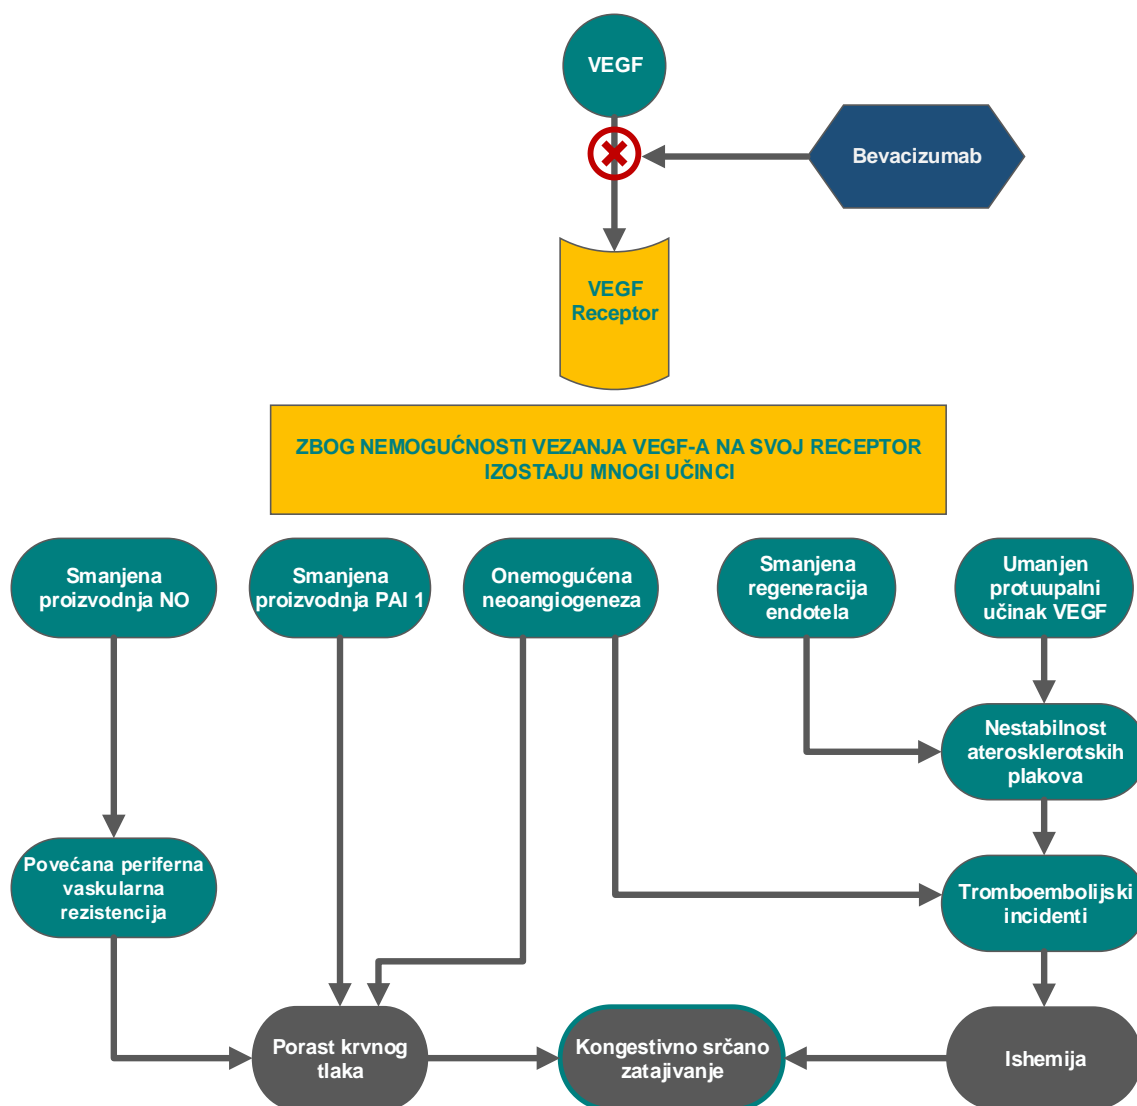 VEGF
Bevacizumab
VEGF
Receptor
ZBOG NEMOGUĆNOSTI VEZANJA VEGF-A NA SVOJ RECEPTOR
IZOSTAJU MNOGI UČINCI
Smanjena
proizvodnja NO
Smanjena
proizvodnja PAI 1
Onemogućena
neoangiogeneza
Smanjena
regeneracija
endotela
Umanjen
protuupalni
učinak VEGF
Nestabilnost
aterosklerotskih
plakova
Povećana periferna
vaskularna
rezistencija
Tromboembolijski
incidenti
Porast krvnog
tlaka
Kongestivno srčano
zatajivanje
Ishemija